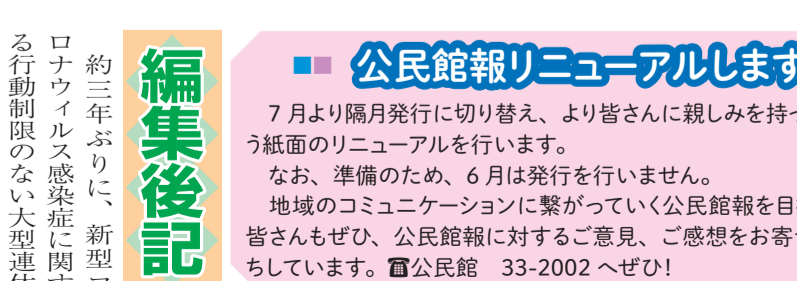 公民館報リニューアルします
7月より隔月発行に切り替え、より皆さんに親しみを持っ
う紙面のリニューアルを行います。
なお、準備のため、6月は発行を行いません。
地域のコミュニケーションに繋がっていく公民館報を目
皆さんもぜひ、公民館報に対するご意見、ご感想をお寄
ちしています。☎公民館 33-2002 へぜひ！
編集後記
約三年ぶりに、新型コ
ロナウィルス感染症に関す
る行動制限のない大型連休